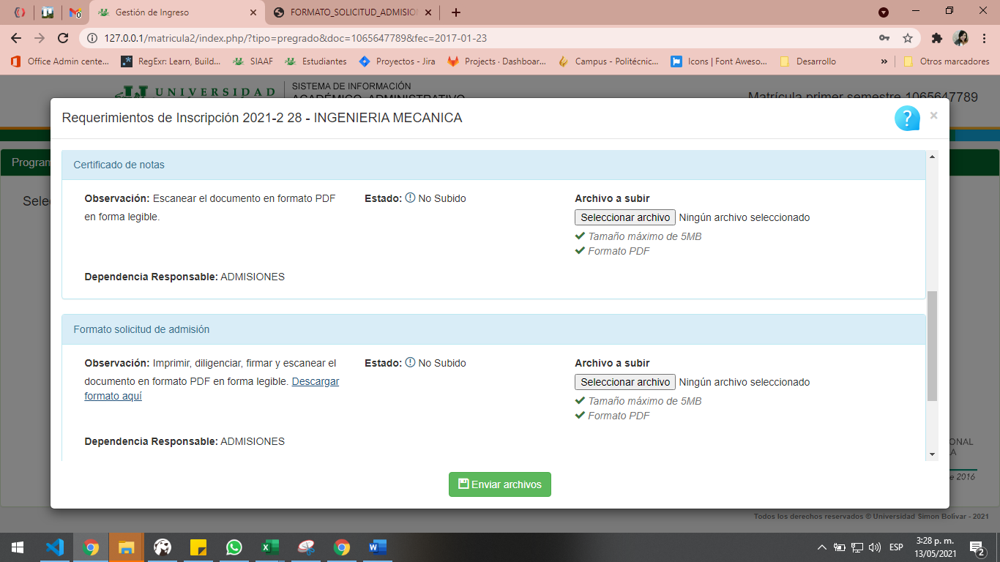 Gestión de Ingreso
FORMATO_SOLICITUD_ADMISIO
127.0.0.1/matricula2/index.php/?tipo=pregrado&doc=1065647789&fec=2017-01-23
Office Admin cente... RegExr: Learn, Build... SIAAF Estudiantes Proyectos - Jira Projects · Dashboar... Campus - Politécnic... Icons | Font Aweso... Desarrollo » Otros marcadores
UNIVERSIDAD SISTEMA DE INFORMACIÓN
ACADÉMICO ADMINISTRATIVO
Matrícula primer semestre 1065647789
Requerimientos de Inscripción 2021-2 28 - INGENIERIA MECANICA
? ×
Program
Selec
Certificado de notas
Observación: Escanear el documento en formato PDF
en forma legible.
Estado: No Subido
Archivo a subir
Seleccionar archivo Ningún archivo seleccionado
Tamaño máximo de 5MB
Formato PDF
Dependencia Responsable: ADMISIONES
Formato solicitud de admisión
Observación: Imprimir, diligenciar, firmar y escanear el
documento en formato PDF en forma legible. Descargar
formato aquí
Estado: No Subido
Archivo a subir
Seleccionar archivo Ningún archivo seleccionado
Tamaño máximo de 5MB
Formato PDF
Dependencia Responsable: ADMISIONES
Enviar archivos
ONAL
LA
e 2016
Todos los derechos reservados © Universidad Simon Bolivar - 2021
ESP
3:28 p. m.
13/05/2021
2